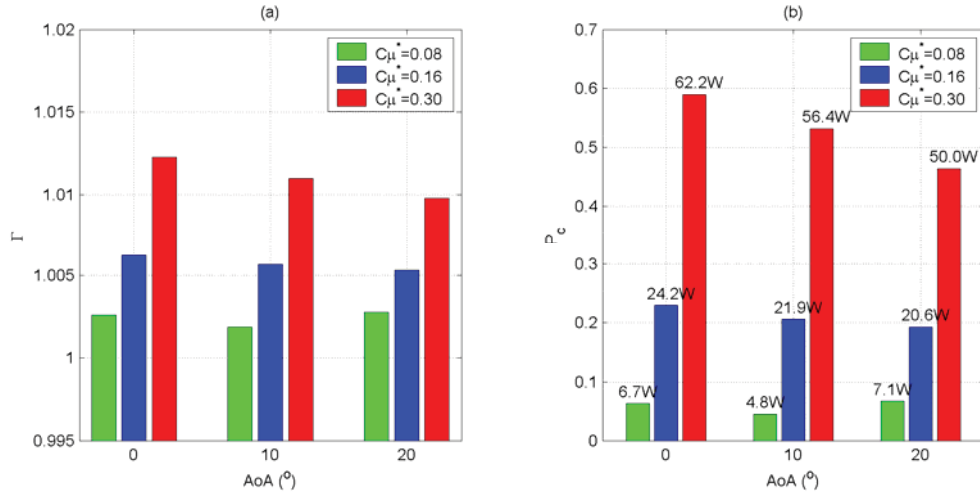 (a)
1.02
1.015
1.01
1.005
1
0.995
Γ
Cμ*=0.08
Cμ*=0.16
Cμ*=0.30
0 10 20
AoA (º)
(b)
0.7
0.6
0.5
0.4
0.3
0.2
0.1
0
P_c
Cμ*=0.08
Cμ*=0.16
Cμ*=0.30
62.2W
56.4W
50.0W
24.2W
21.9W
20.6W
6.7W
4.8W
7.1W
0 10 20
AoA (º)